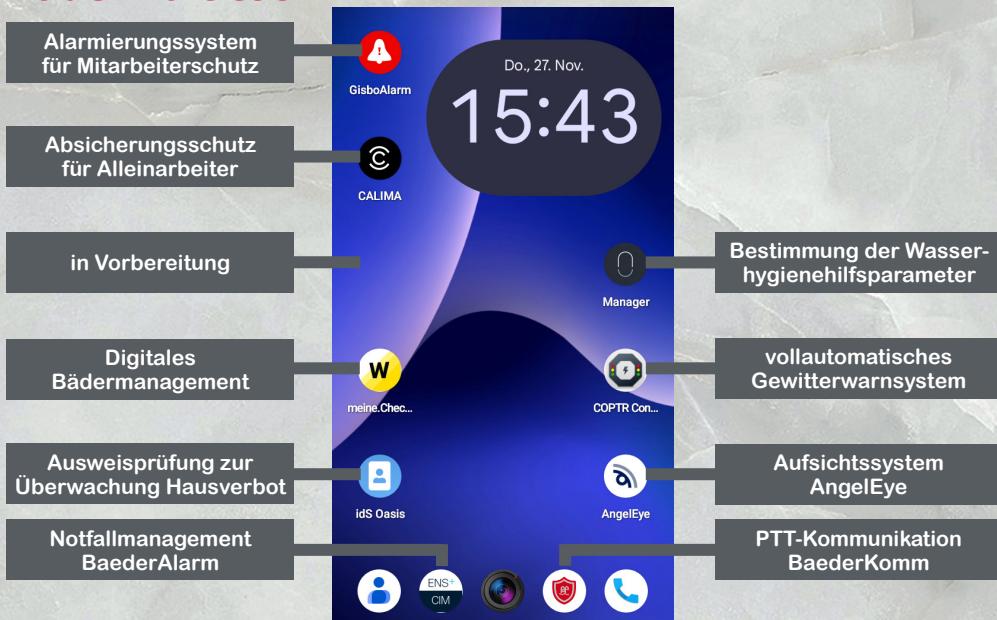 Alarmierungssystem
für Mitarbeiterschutz
Absicherungsschutz
für Alleinarbeiter
in Vorbereitung
Digitales
Bädermanagement
Ausweisprüfung zur
Überwachung Hausverbot
Notfallmanagement
BaederAlarm
GisboAlarm
Do., 27. Nov.
15:43
CALIMA
Manager
W
meine.Chec...
COPTR Con...
idS Oasis
AngelEye
ENS+
CIM
Bestimmung der Wasser-
hygienehilfsparameter
vollautomatisches
Gewitterwarnsystem
Aufsichtssystem
AngelEye
PTT-Kommunikation
BaederKomm